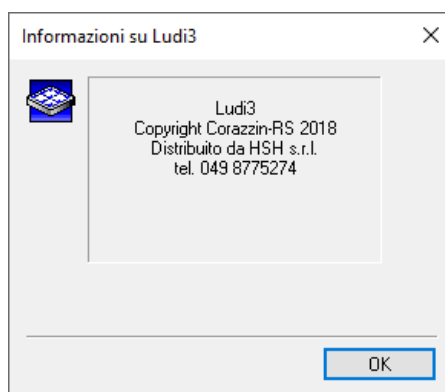 Informazioni su Ludi3
Ludi3
Copyright Corazzin-RS 2018
Distribuito da HSH s.r.l.
tel. 049 8775274
OK